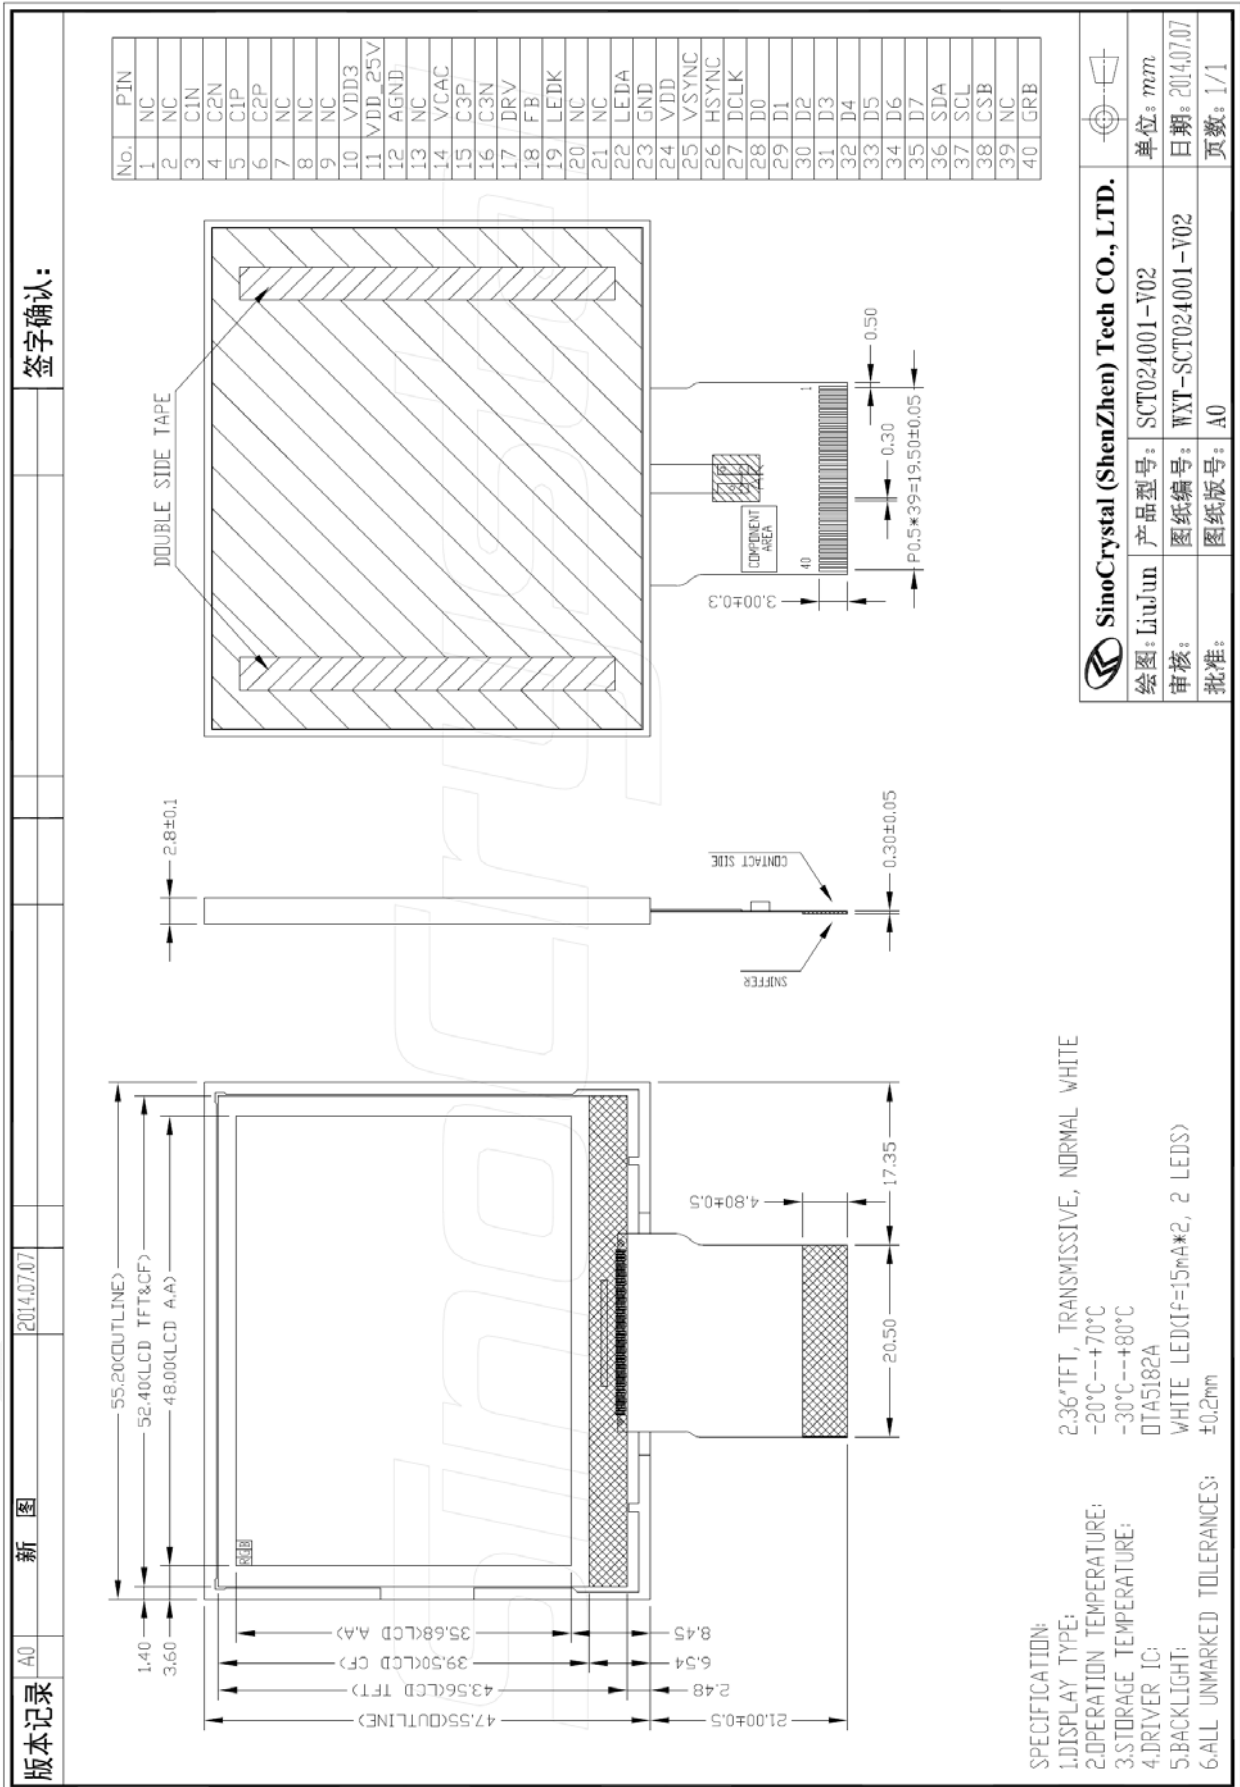 版本记录 A0 新 图 2014.07.07 签字确认：
55.20(OUTLINE)
52.40(LCD TFT&CF)
48.00(LCD A.A)
1.40
3.60
RGB
35.68(LCD A.A)
39.50(LCD CF)
43.56(LCD TFT)
47.55(OUTLINE)
8.45
6.54
2.48
21.00±0.5
4.80±0.5
17.35
20.50
2.8±0.1
CONTACT SIDE
SNIFFER
0.30±0.05
DOUBLE SIDE TAPE
COMPONENT
AREA
40
1
3.00±0.3
0.50
0.30
P0.5*39=19.50±0.05
No. PIN
1 NC
2 NC
3 C1N
4 C2N
5 C1P
6 C2P
7 NC
8 NC
9 NC
10 VDD3
11 VDD_25V
12 AGND
13 NC
14 VCAC
15 C3P
16 C3N
17 DRV
18 FB
19 LEDK
20 NC
21 NC
22 LEDA
23 GND
24 VDD
25 VSYNC
26 HSYNC
27 DCLK
28 D0
29 D1
30 D2
31 D3
32 D4
33 D5
34 D6
35 D7
36 SDA
37 SCL
38 CSB
39 NC
40 GRB
SPECIFICATION:
1.DISPLAY TYPE: 2.36"TFT, TRANSMISSIVE, NORMAL WHITE
2.OPERATION TEMPERATURE: -20°C--+70°C
3.STORAGE TEMPERATURE: -30°C--+80°C
4.DRIVER IC: OTA5182A
5.BACKLIGHT: WHITE LED(IF=15mA*2, 2 LEDS)
6.ALL UNMARKED TOLERANCES: ±0.2mm
SinoCrystal (ShenZhen) Tech CO., LTD.
绘图: LiuJun 产品型号: SCT024001-V02 单位: mm
审核: 图纸编号: WXT-SCT024001-V02 日期: 2014.07.07
批准: 图纸版号: A0 页数: 1/1
SinoCrystal